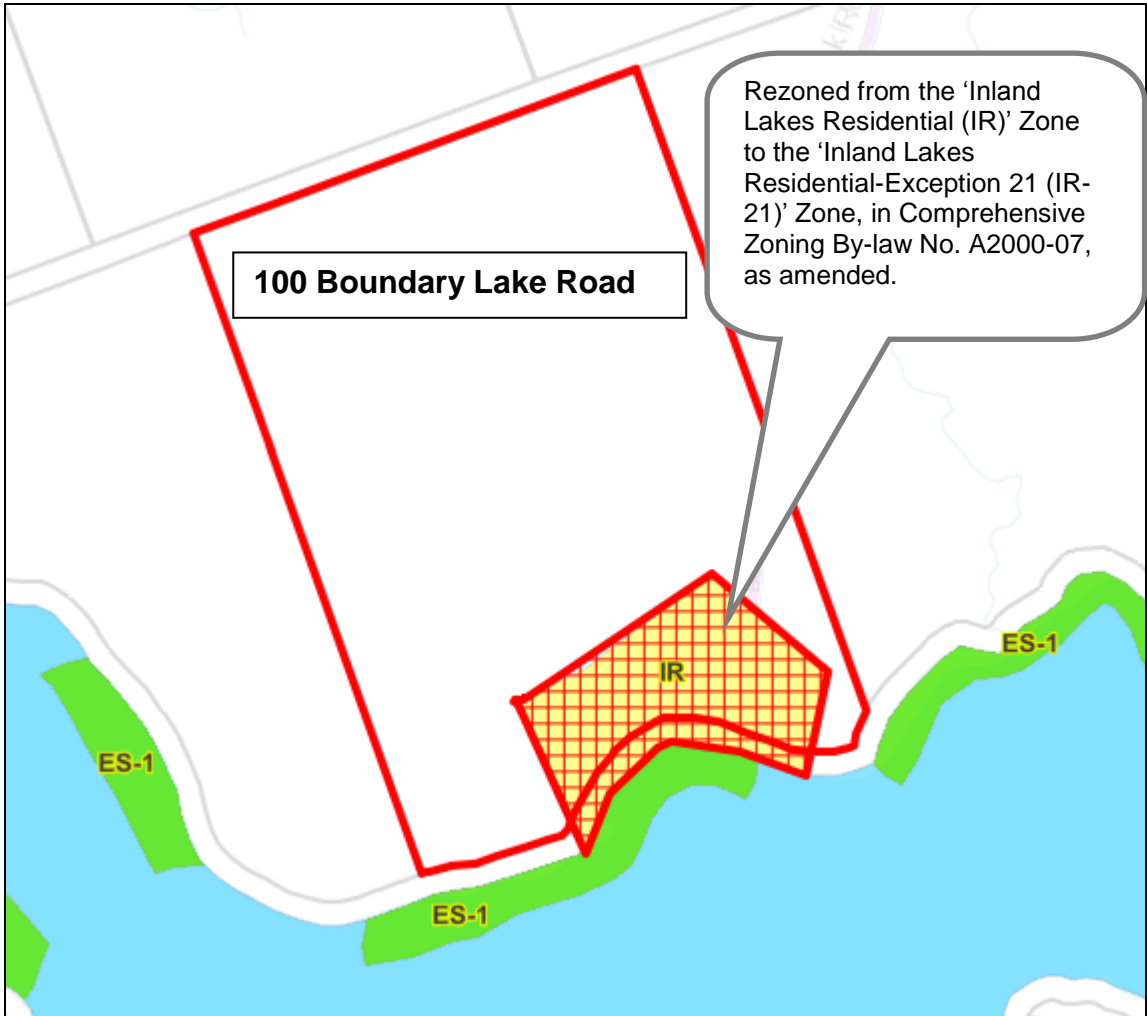 Rezoned from the ‘Inland
Lakes Residential (IR)’ Zone
to the ‘Inland Lakes
Residential-Exception 21 (IR-
21)’ Zone, in Comprehensive
Zoning By-law No. A2000-07,
as amended.
100 Boundary Lake Road
IR
ES-1
ES-1
ES-1